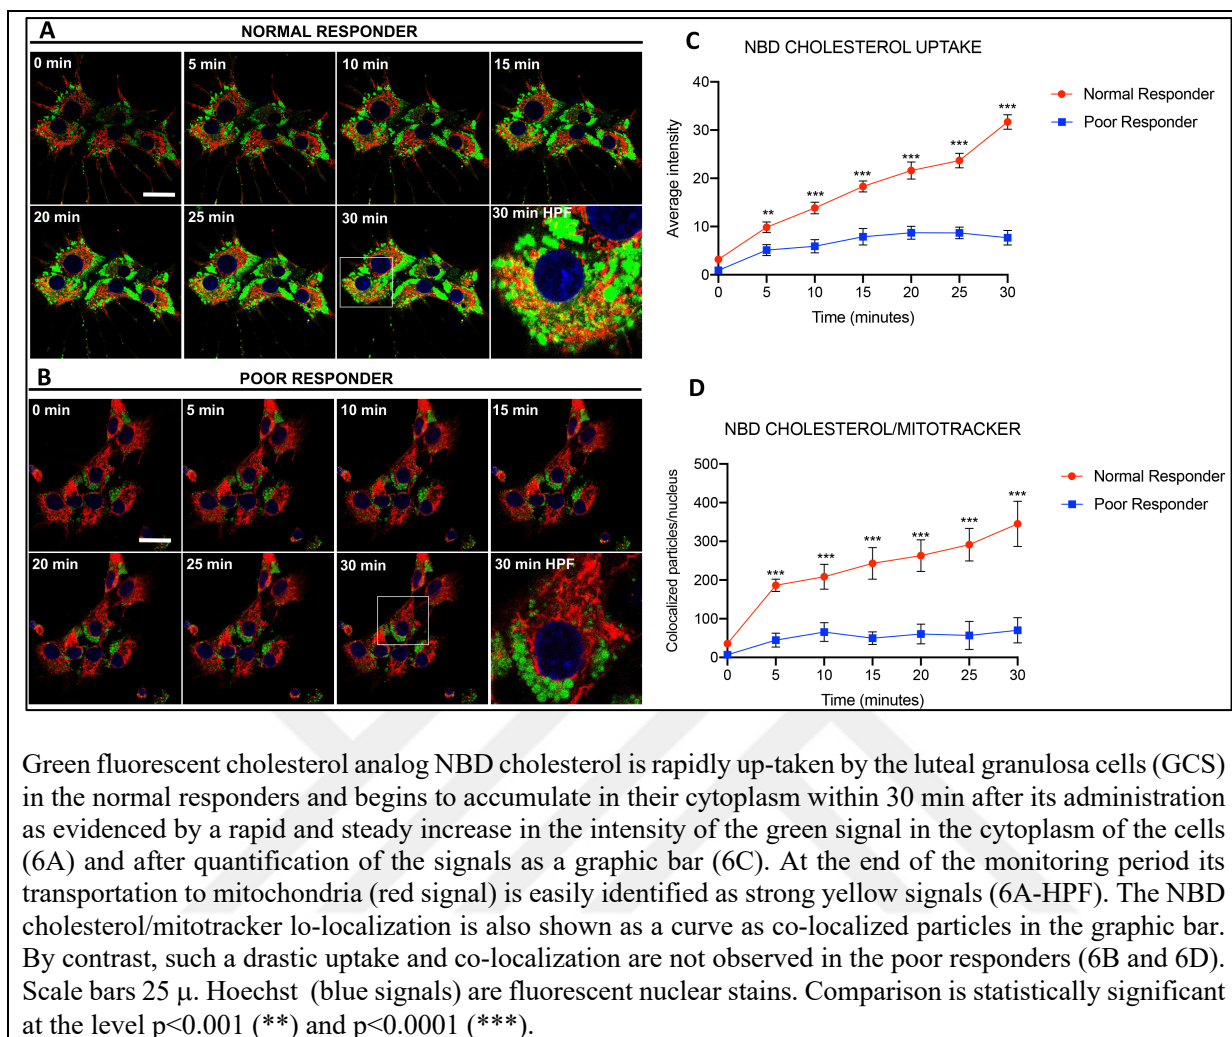 A
NORMAL RESPONDER
0 min
5 min
10 min
15 min
20 min
25 min
30 min
30 min HPF
B
POOR RESPONDER
0 min
5 min
10 min
15 min
20 min
25 min
30 min
30 min HPF
C
NBD CHOLESTEROL UPTAKE
Average intensity
40
30
20
10
0
** *** *** *** *** ***
0 5 10 15 20 25 30
Time (minutes)
Normal Responder
Poor Responder
D
NBD CHOLESTEROL/MITOTRACKER
Colocalized particles/nucleus
500
400
300
200
100
0
*** *** *** *** *** ***
0 5 10 15 20 25 30
Time (minutes)
Normal Responder
Poor Responder
Green fluorescent cholesterol analog NBD cholesterol is rapidly up-taken by the luteal granulosa cells (GCS)
in the normal responders and begins to accumulate in their cytoplasm within 30 min after its administration
as evidenced by a rapid and steady increase in the intensity of the green signal in the cytoplasm of the cells
(6A) and after quantification of the signals as a graphic bar (6C). At the end of the monitoring period its
transportation to mitochondria (red signal) is easily identified as strong yellow signals (6A-HPF). The NBD
cholesterol/mitotracker lo-localization is also shown as a curve as co-localized particles in the graphic bar.
By contrast, such a drastic uptake and co-localization are not observed in the poor responders (6B and 6D).
Scale bars 25 μ. Hoechst (blue signals) are fluorescent nuclear stains. Comparison is statistically significant
at the level p<0.001 (**) and p<0.0001 (***).